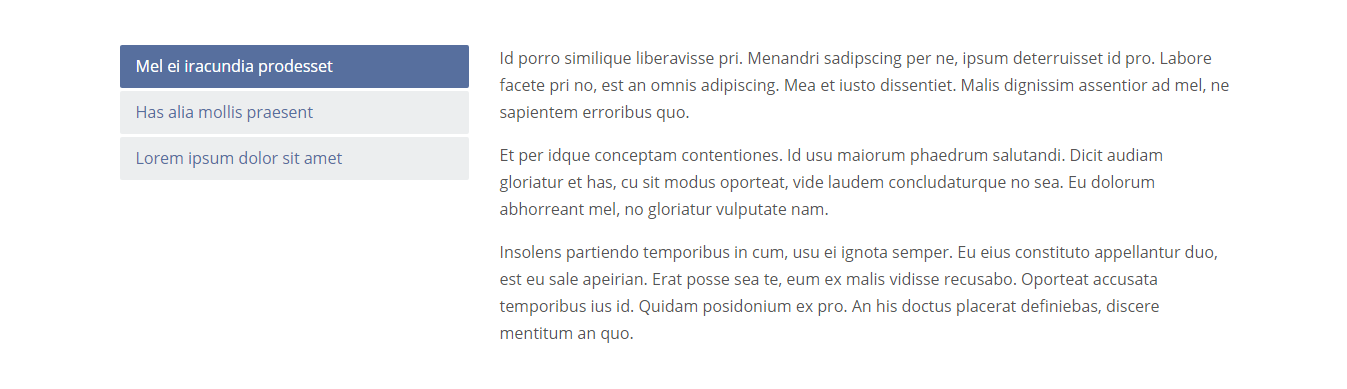 Mel ei iracundia prodesset
Has alia mollis praesent
Lorem ipsum dolor sit amet
Id porro similique liberavisse pri. Menandri sadipscing per ne, ipsum deterruisset id pro. Labore
facete pri no, est an omnis adipiscing. Mea et iusto dissentiet. Malis dignissim assentior ad mel, ne
sapientem erroribus quo.
Et per idque conceptam contentiones. Id usu maiorum phaedrum salutandi. Dicit audiam
gloriatur et has, cu sit modus oporteat, vide laudem concludaturque no sea. Eu dolorum
abhorreant mel, no gloriatur vulputate nam.
Insolens partiendo temporibus in cum, usu ei ignota semper. Eu eius constituto appellantur duo,
est eu sale apeirian. Erat posse sea te, eum ex malis vidisse recusabo. Oporteat accusata
temporibus ius id. Quidam posidonium ex pro. An his doctus placerat definiebas, discere
mentitum an quo.